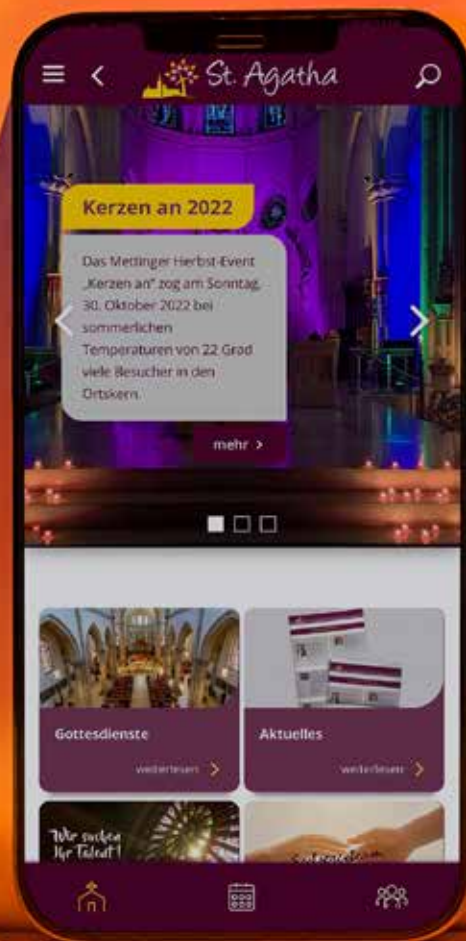 St. Agatha
Kerzen an 2022
Das Mettinger Herbst-Event
„Kerzen an“ zog am Sonntag,
30. Oktober 2022 bei
sommerlichen
Temperaturen von 22 Grad
viele Besucher in den
Ortskern.
mehr
Gottesdienste
weiterlesen
Aktuelles
weiterlesen
Wir suchen
Ihr Talent!